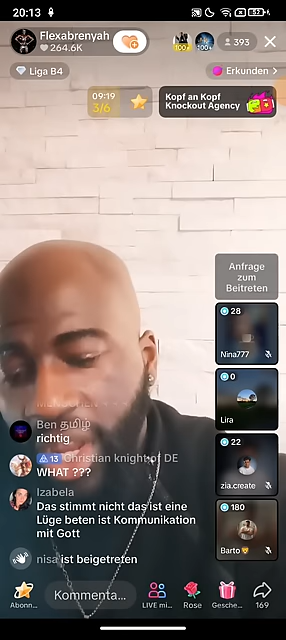 20:13
52
Flexabrenyah
264.6K
100+
100+
393
Liga B4
Erkunden >
09:19
3/6
Kopf an Kopf
Knockout Agency
Anfrage
zum
Beitreten
28
Nina777
0
Lira
22
zia.create
180
Barto
Ben தமிழ்
richtig
13 Christian knight of DE
WHAT ???
Izabela
Das stimmt nicht das ist eine
Lüge beten ist Kommunikation
mit Gott
nisa ist beigetreten
Abonn...
Kommenta...
LIVE mi...
Rose
Gesche...
169